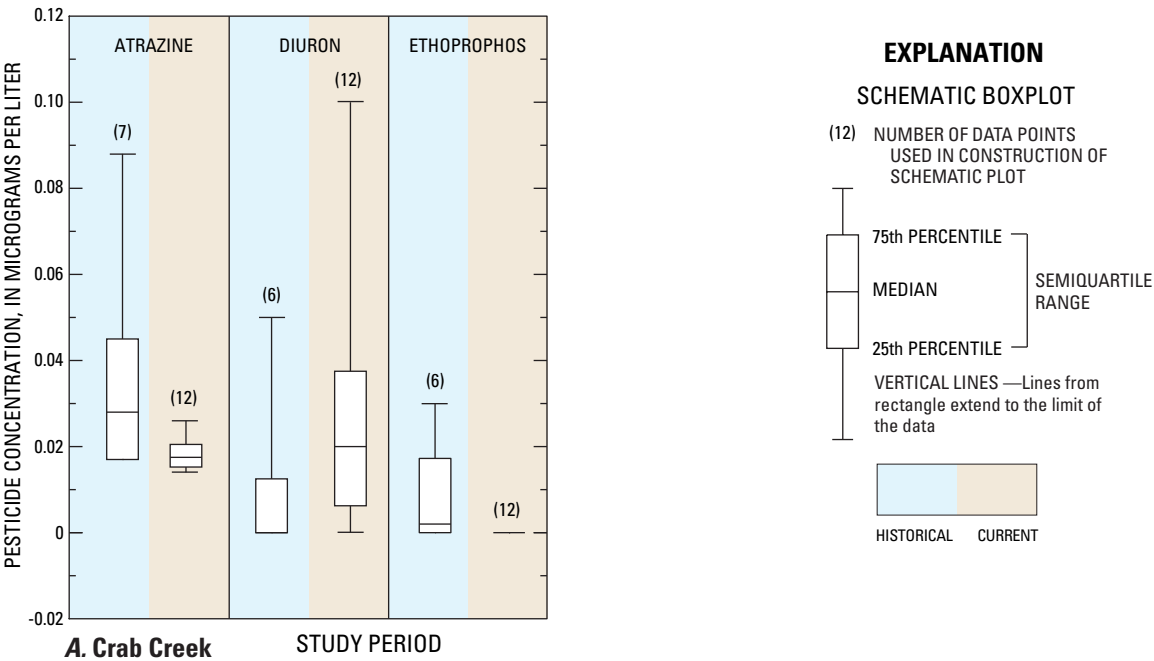 PESTICIDE CONCENTRATION, IN MICROGRAMS PER LITER
0.12
0.10
0.08
0.06
0.04
0.02
0
-0.02
ATRAZINE
DIURON
ETHOPROPHOS
(7)
(12)
(6)
(12)
(6)
(12)
A, Crab Creek
STUDY PERIOD
EXPLANATION
SCHEMATIC BOXPLOT
(12) NUMBER OF DATA POINTS
USED IN CONSTRUCTION OF
SCHEMATIC PLOT
75th PERCENTILE
MEDIAN
25th PERCENTILE
SEMIQUARTILE
RANGE
VERTICAL LINES —Lines from
rectangle extend to the limit of
the data
HISTORICAL
CURRENT